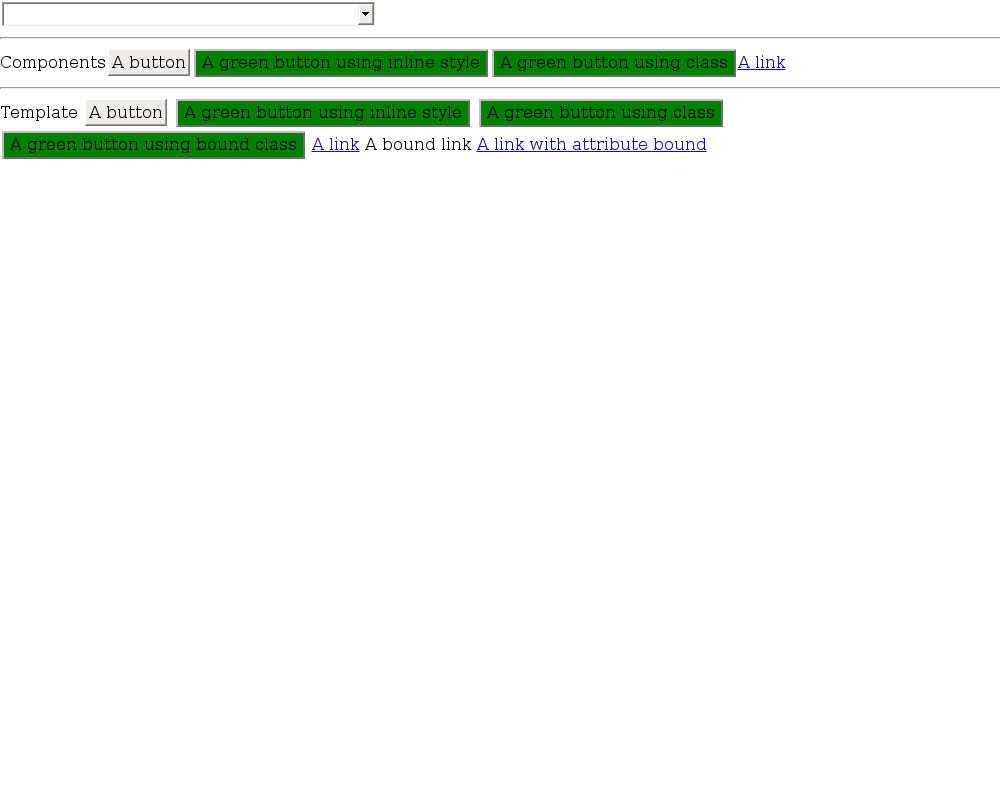 Components A button A green button using inline style A green button using class A link
Template A button A green button using inline style A green button using class
A green button using bound class A link A bound link A link with attribute bound